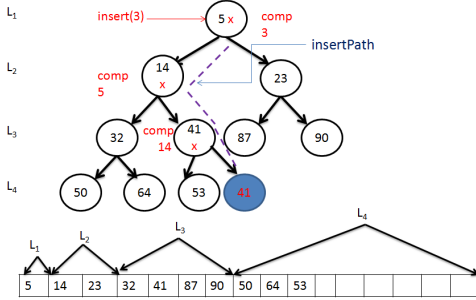 L1
insert(3)
5 x
comp
3
insertPath
L2
comp
5
14
x
23
L3
32
comp
14
41
x
87
90
L4
50
64
53
41
L1
L2
L3
L4
5 14 23 32 41 87 90 50 64 53